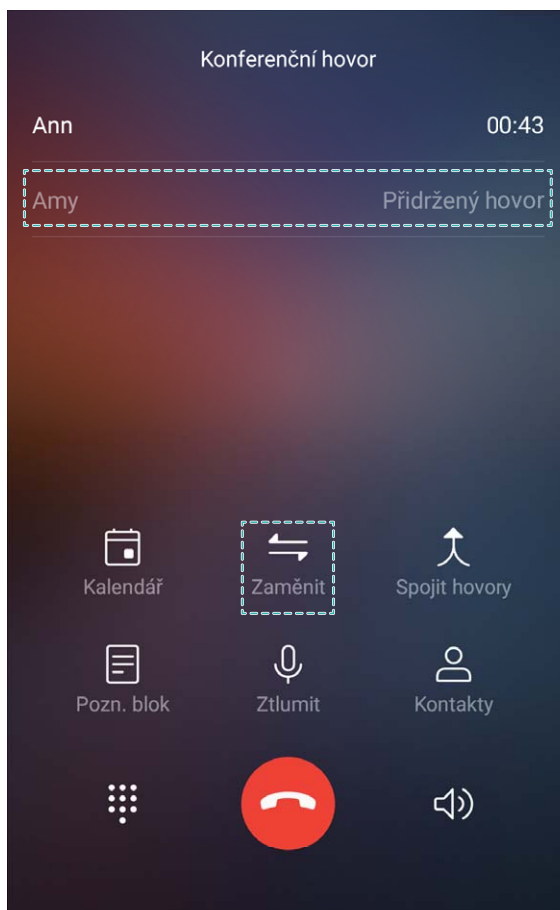 Konferenční hovor
Ann 00:43
Amy Přidržený hovor
Kalendář Zaměnit Spojit hovory
Pozn. blok Ztlumit Kontakty